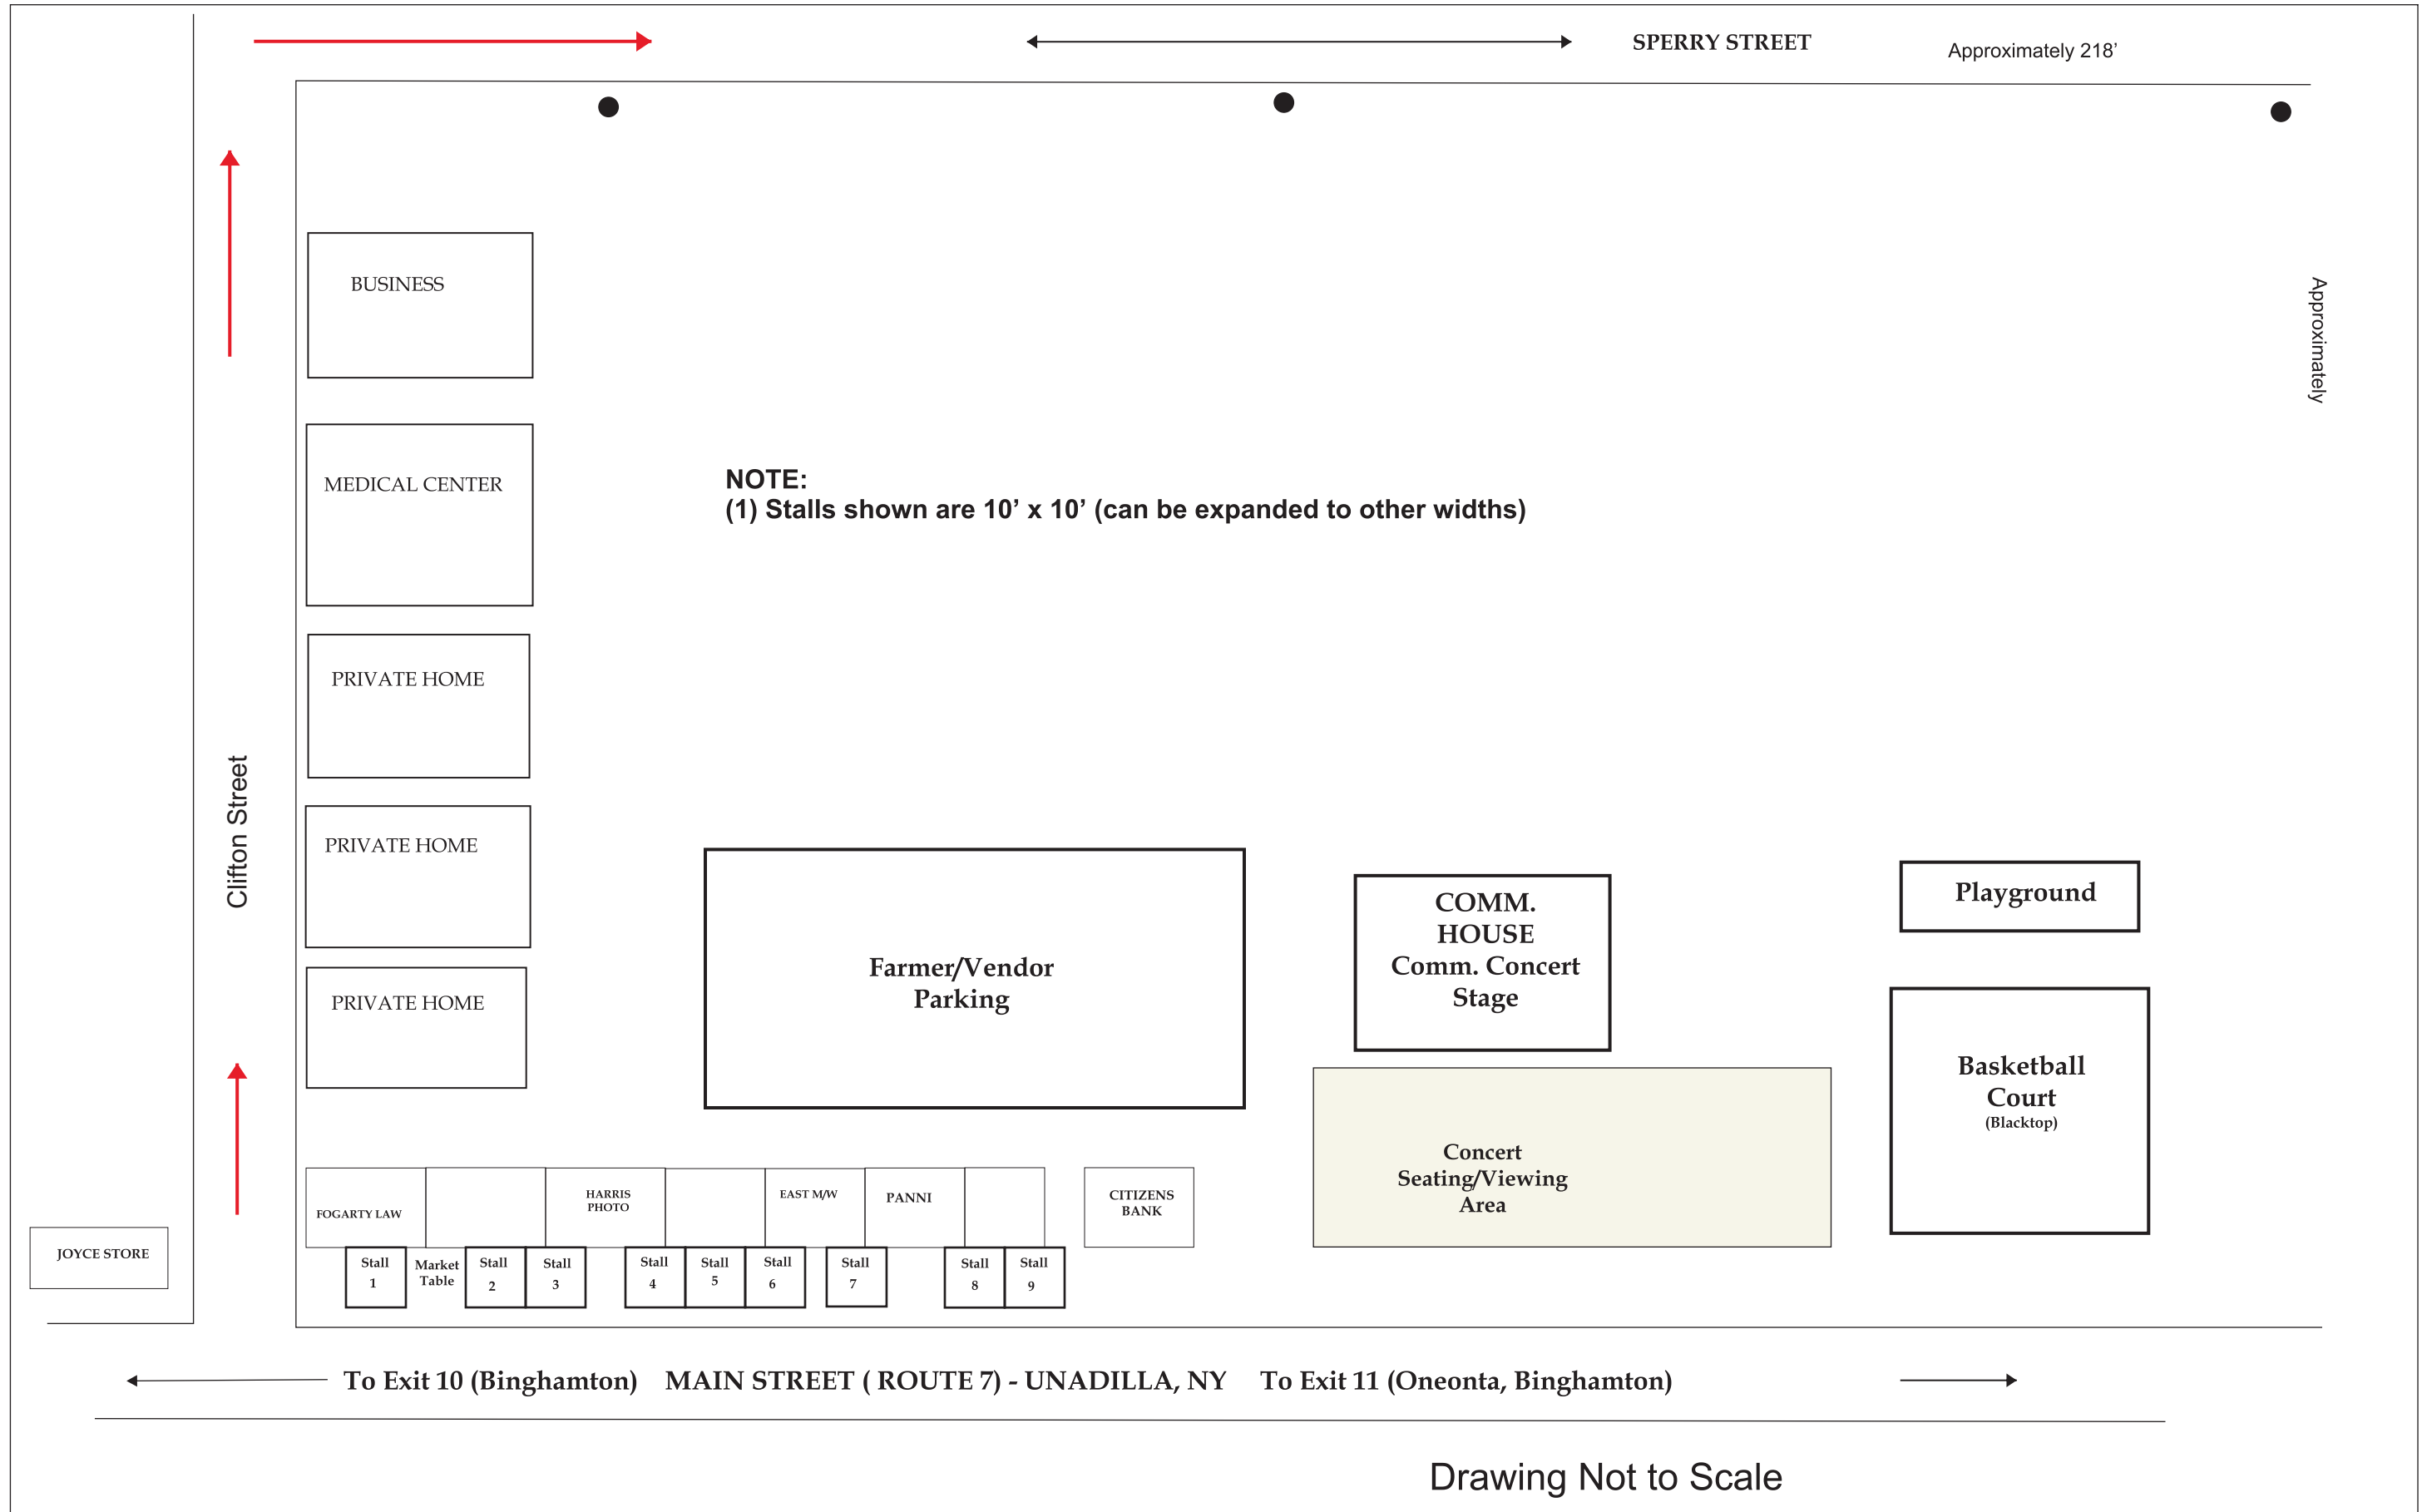 SPERRY STREET
Approximately 218’
Approximately
BUSINESS
MEDICAL CENTER
NOTE:
(1) Stalls shown are 10’ x 10’ (can be expanded to other widths)
PRIVATE HOME
Clifton Street
PRIVATE HOME
PRIVATE HOME
Farmer/Vendor
Parking
COMM.
HOUSE
Comm. Concert
Stage
Playground
Basketball
Court
(Blacktop)
Concert
Seating/Viewing
Area
FOGARTY LAW
HARRIS
PHOTO
EAST M/W
PANNI
CITIZENS
BANK
JOYCE STORE
Stall
1
Market
Table
Stall
2
Stall
3
Stall
4
Stall
5
Stall
6
Stall
7
Stall
8
Stall
9
To Exit 10 (Binghamton)
MAIN STREET ( ROUTE 7) - UNADILLA, NY
To Exit 11 (Oneonta, Binghamton)
Drawing Not to Scale